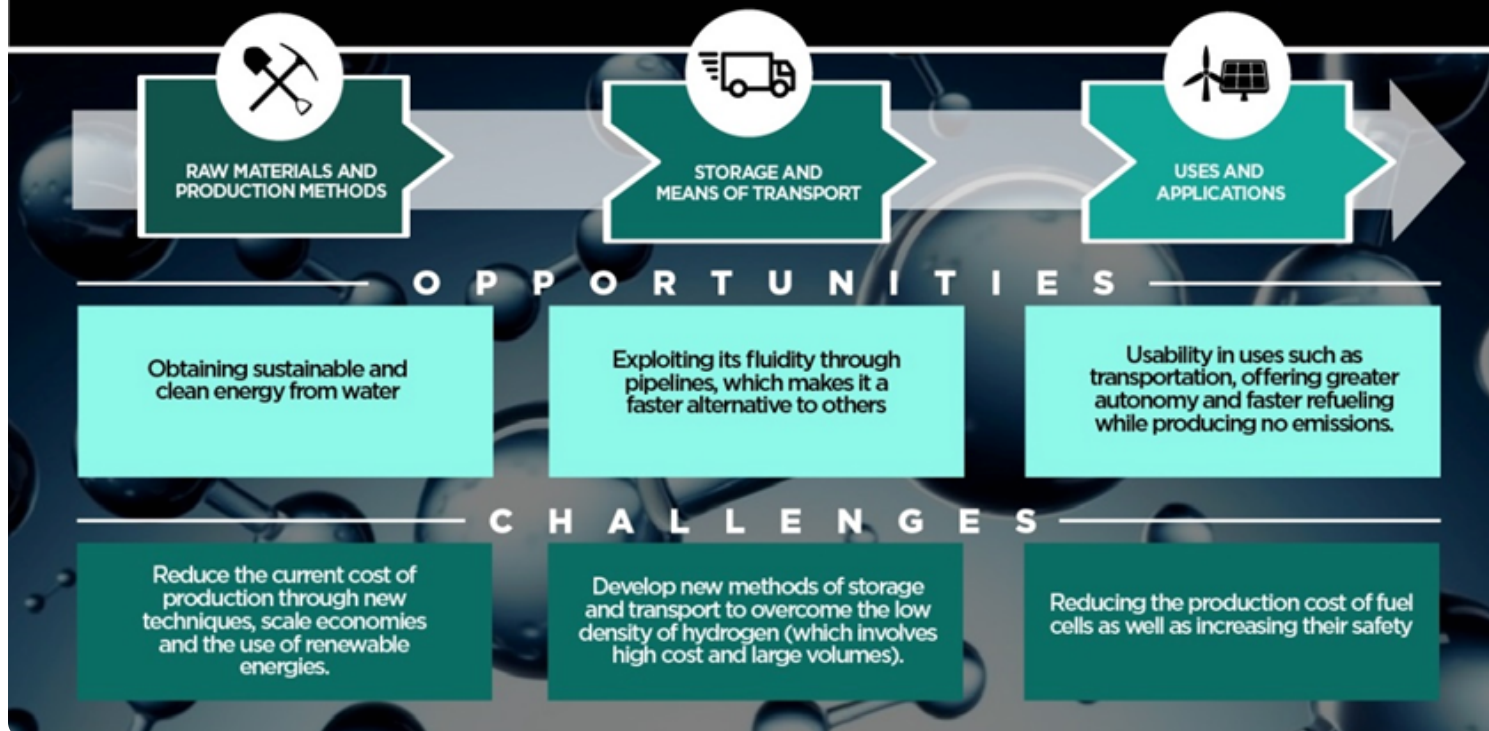 RAW MATERIALS AND
PRODUCTION METHODS
STORAGE AND
MEANS OF TRANSPORT
USES AND
APPLICATIONS
OPPORTUNITIES
Obtaining sustainable and
clean energy from water
Exploiting its fluidity through
pipelines, which makes it a
faster alternative to others
Usability in uses such as
transportation, offering greater
autonomy and faster refueling
while producing no emissions.
CHALLENGES
Reduce the current cost of
production through new
techniques, scale economies
and the use of renewable
energies.
Develop new methods of storage
and transport to overcome the low
density of hydrogen (which involves
high cost and large volumes).
Reducing the production cost of fuel
cells as well as increasing their safety